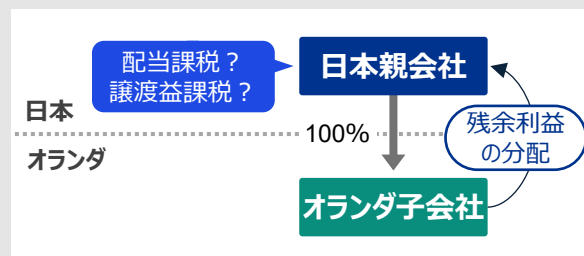 配当課税？
譲渡益課税？
日本親会社
日本
100%
残余利益
の分配
オランダ
オランダ子会社